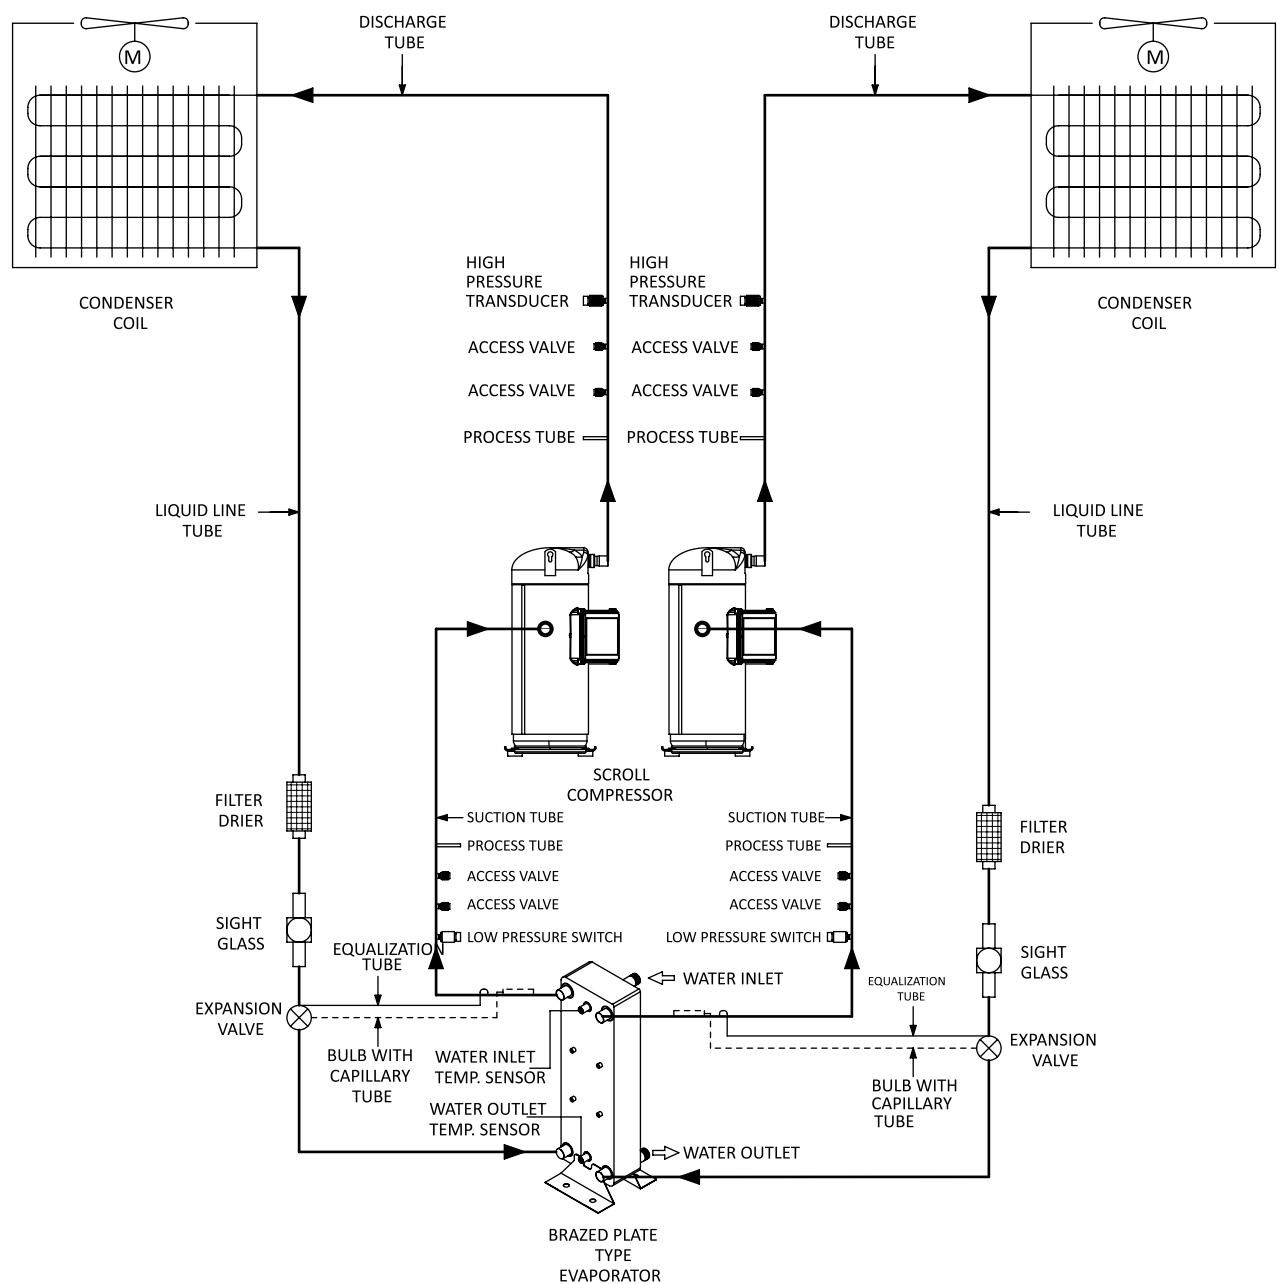 DISCHARGE
TUBE
DISCHARGE
TUBE
M
M
HIGH
PRESSURE
TRANSDUCER
HIGH
PRESSURE
TRANSDUCER
CONDENSER
COIL
CONDENSER
COIL
ACCESS VALVE
ACCESS VALVE
ACCESS VALVE
ACCESS VALVE
PROCESS TUBE
PROCESS TUBE
LIQUID LINE
TUBE
LIQUID LINE
TUBE
SCROLL
COMPRESSOR
FILTER
DRIER
SUCTION TUBE
SUCTION TUBE
FILTER
DRIER
PROCESS TUBE
PROCESS TUBE
ACCESS VALVE
ACCESS VALVE
ACCESS VALVE
ACCESS VALVE
SIGHT
GLASS
LOW PRESSURE SWITCH
LOW PRESSURE SWITCH
EQUALIZATION
TUBE
SIGHT
GLASS
WATER INLET
EQUALIZATION
TUBE
EXPANSION
VALVE
EXPANSION
VALVE
BULB WITH
CAPILLARY
TUBE
WATER INLET
TEMP. SENSOR
BULB WITH
CAPILLARY
TUBE
WATER OUTLET
TEMP. SENSOR
WATER OUTLET
BRAZED PLATE
TYPE
EVAPORATOR